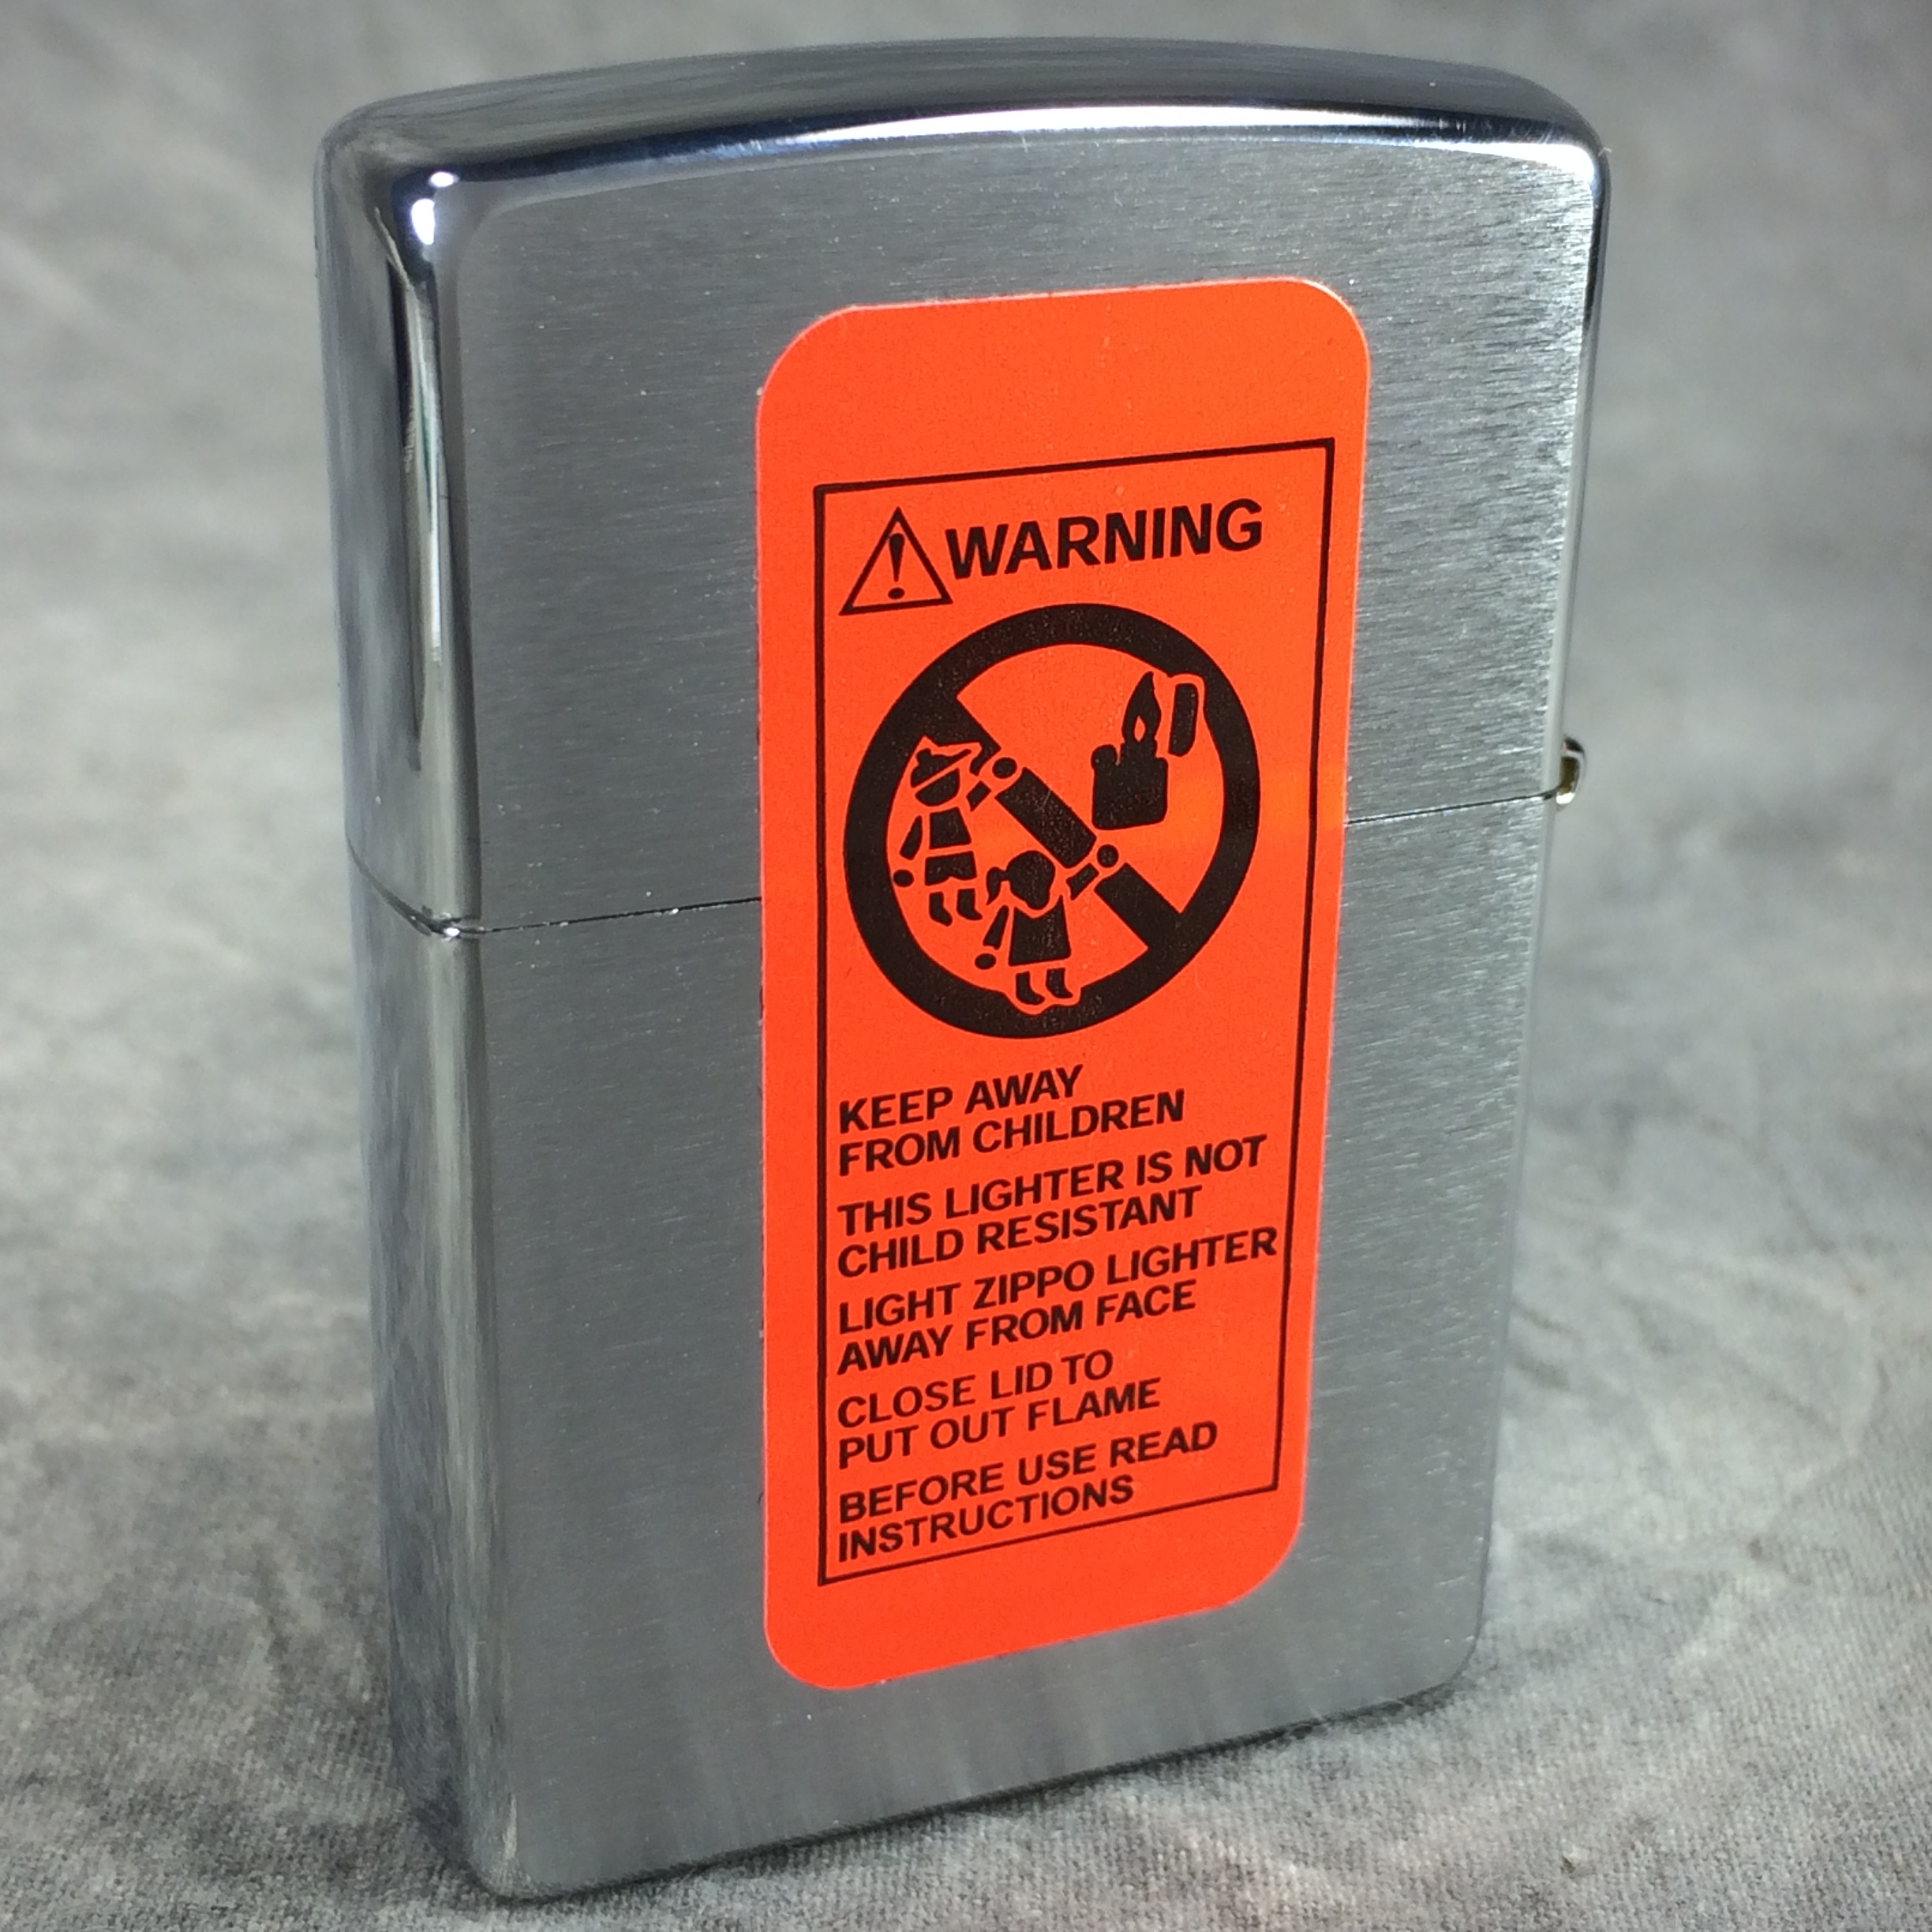 WARNING
KEEP AWAY
FROM CHILDREN
THIS LIGHTER IS NOT
CHILD RESISTANT
LIGHT ZIPPO LIGHTER
AWAY FROM FACE
CLOSE LID TO
PUT OUT FLAME
BEFORE USE READ
INSTRUCTIONS